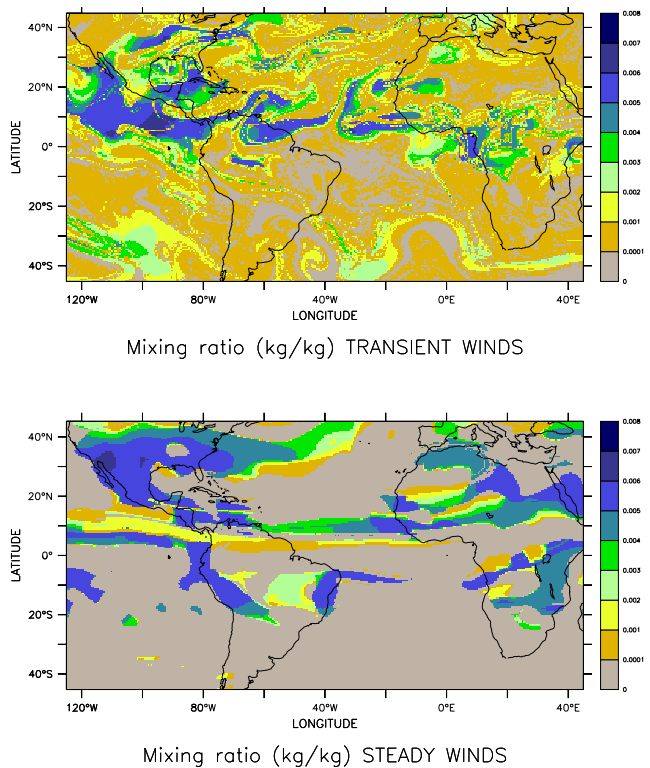 40°N
20°N
0°
20°S
40°S
LATITUDE
120°W
80°W
40°W
0°E
40°E
LONGITUDE
0.008
0.007
0.006
0.005
0.004
0.003
0.002
0.001
0.0001
0
Mixing ratio (kg/kg) TRANSIENT WINDS
40°N
20°N
0°
20°S
40°S
LATITUDE
120°W
80°W
40°W
0°E
40°E
LONGITUDE
0.008
0.007
0.006
0.005
0.004
0.003
0.002
0.001
0.0001
0
Mixing ratio (kg/kg) STEADY WINDS